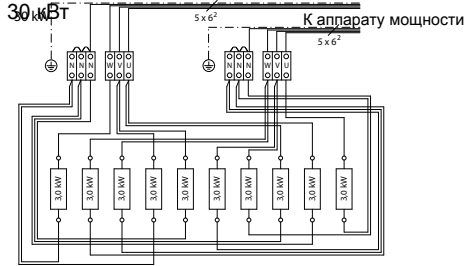 30 кВт
30 kW
5 x 6²
К аппарату мощности
5 x 6²
N N N W V U
N N N W V U
3,0 kW 3,0 kW 3,0 kW 3,0 kW 3,0 kW 3,0 kW 3,0 kW 3,0 kW 3,0 kW 3,0 kW